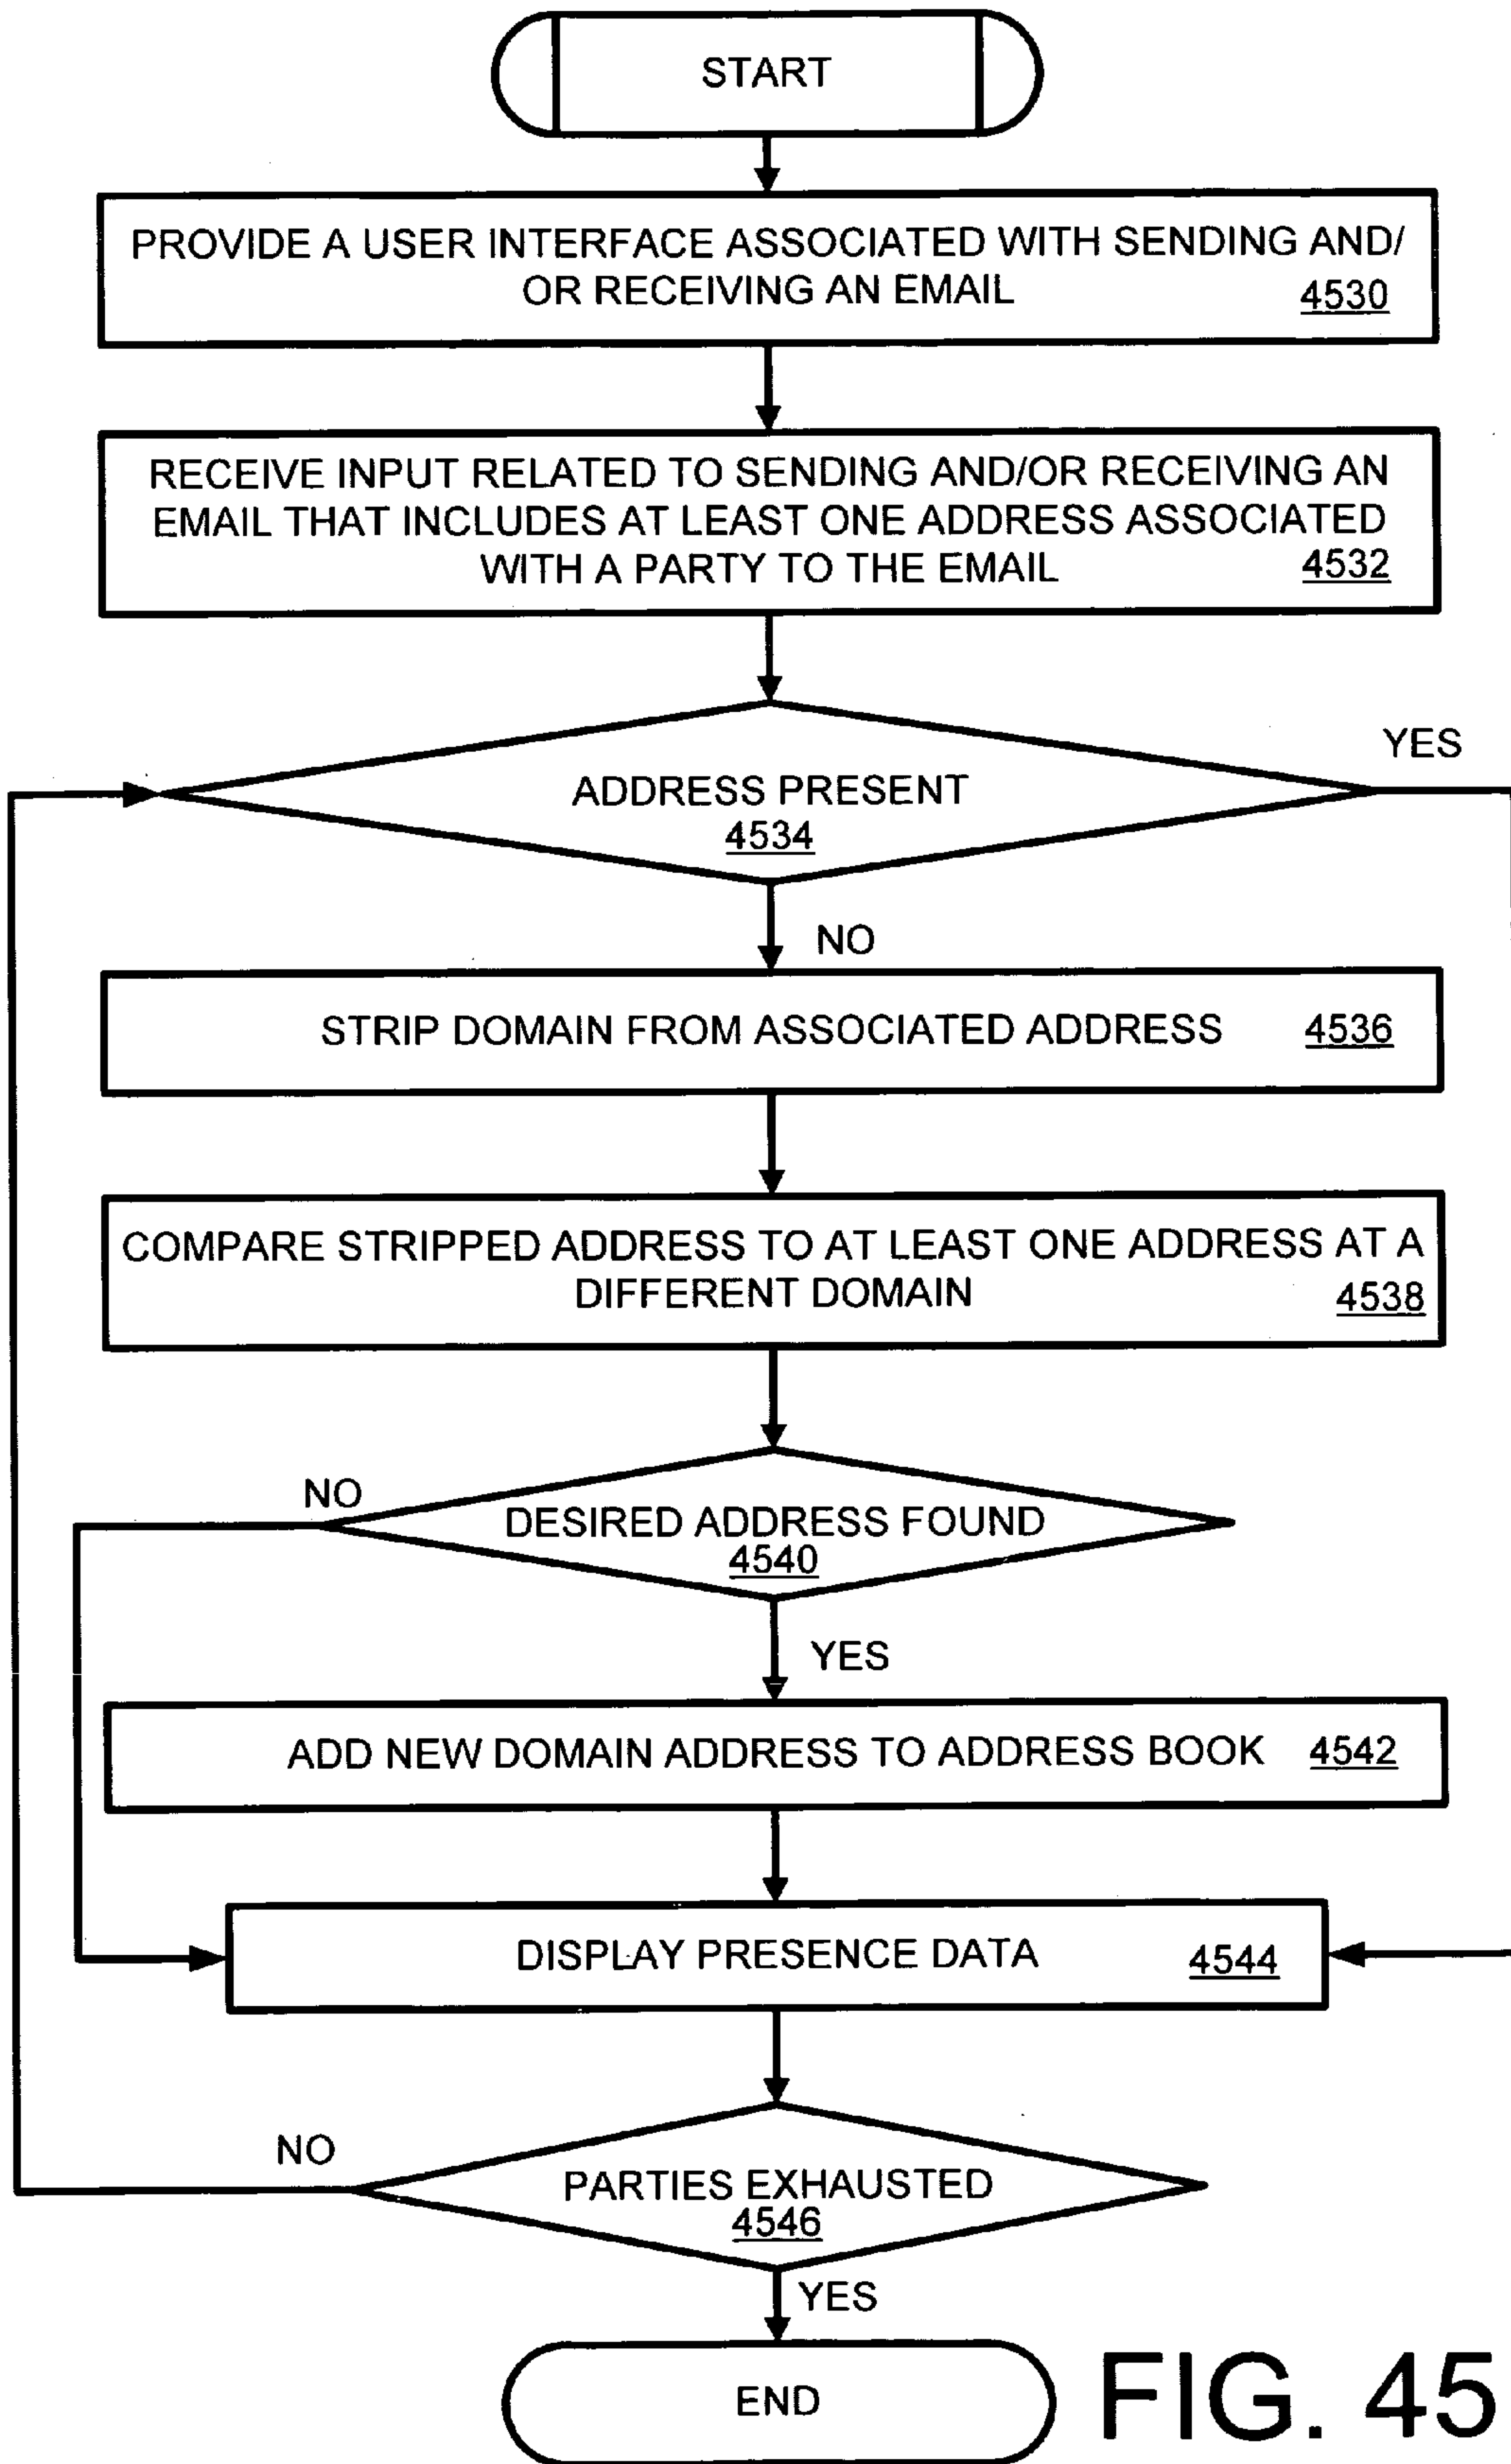 START
PROVIDE A USER INTERFACE ASSOCIATED WITH SENDING AND/
OR RECEIVING AN EMAIL 4530
RECEIVE INPUT RELATED TO SENDING AND/OR RECEIVING AN
EMAIL THAT INCLUDES AT LEAST ONE ADDRESS ASSOCIATED
WITH A PARTY TO THE EMAIL 4532
YES
ADDRESS PRESENT
4534
NO
STRIP DOMAIN FROM ASSOCIATED ADDRESS 4536
COMPARE STRIPPED ADDRESS TO AT LEAST ONE ADDRESS AT A
DIFFERENT DOMAIN 4538
NO
DESIRED ADDRESS FOUND
4540
YES
ADD NEW DOMAIN ADDRESS TO ADDRESS BOOK 4542
DISPLAY PRESENCE DATA 4544
NO
PARTIES EXHAUSTED
4546
YES
END
FIG. 45